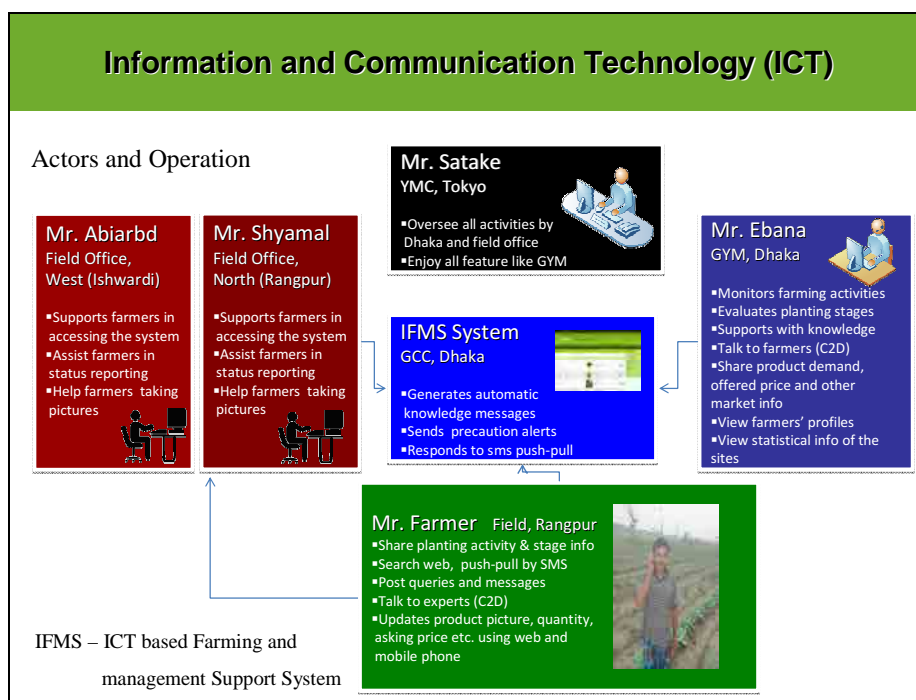 Information and Communication Technology (ICT)
Actors and Operation
Mr. Satake
YMC, Tokyo
▪Oversee all activities by
Dhaka and field office
▪Enjoy all feature like GYM
Mr. Abiarbd
Field Office,
West (Ishwardi)
▪Supports farmers in
accessing the system
▪Assist farmers in
status reporting
▪Help farmers taking
pictures
Mr. Shyamal
Field Office,
North (Rangpur)
▪Supports farmers in
accessing the system
▪Assist farmers in
status reporting
▪Help farmers taking
pictures
IFMS System
GCC, Dhaka
▪Generates automatic
knowledge messages
▪Sends precaution alerts
▪Responds to sms push-pull
Mr. Ebana
GYM, Dhaka
▪Monitors farming activities
▪Evaluates planting stages
▪Supports with knowledge
▪Talk to farmers (C2D)
▪Share product demand,
offered price and other
market info
▪View farmers’ profiles
▪View statistical info of the
sites
Mr. Farmer Field, Rangpur
▪Share planting activity & stage info
▪Search web, push-pull by SMS
▪Post queries and messages
▪Talk to experts (C2D)
▪Updates product picture, quantity,
asking price etc. using web and
mobile phone
IFMS – ICT based Farming and
management Support System